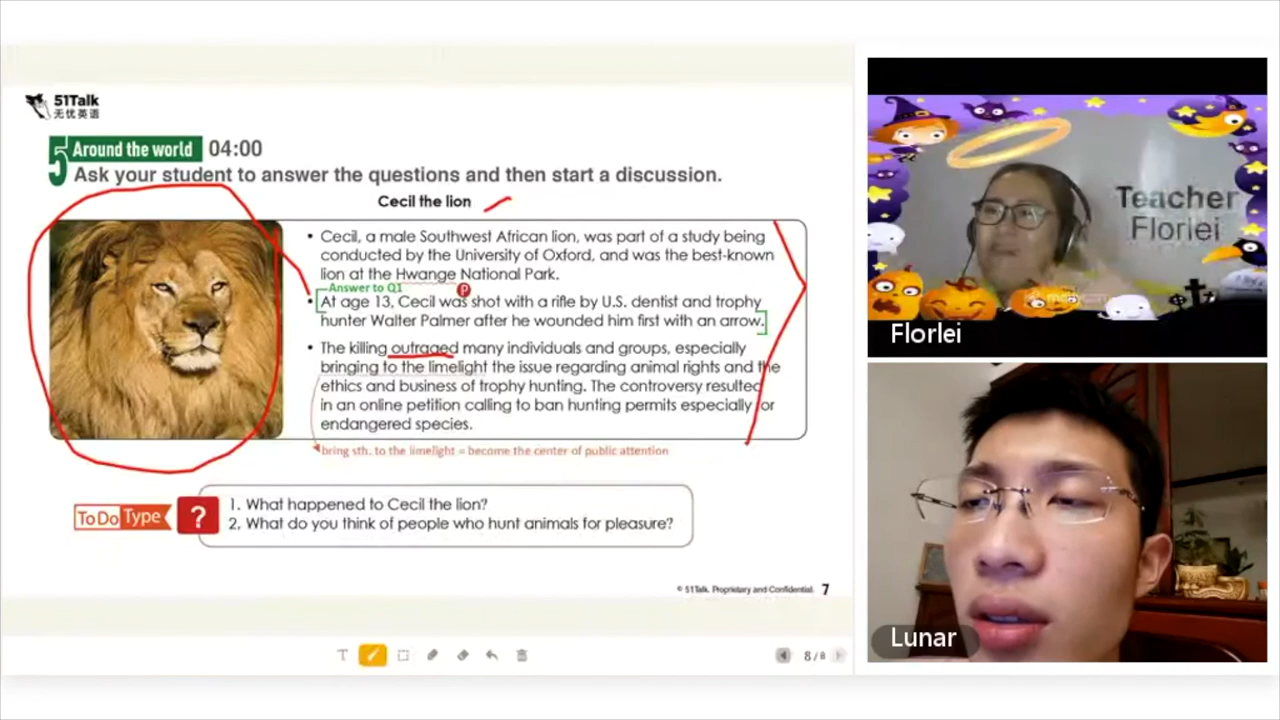 51Talk
无忧英语
5 Around the world 04:00
Ask your student to answer the questions and then start a discussion.
Cecil the lion
• Cecil, a male Southwest African lion, was part of a study being
conducted by the University of Oxford, and was the best-known
lion at the Hwange National Park.
Answer to Q1
P
• At age 13, Cecil was shot with a rifle by U.S. dentist and trophy
hunter Walter Palmer after he wounded him first with an arrow.
• The killing outraged many individuals and groups, especially
bringing to the limelight the issue regarding animal rights and the
ethics and business of trophy hunting. The controversy resulted
in an online petition calling to ban hunting permits especially for
endangered species.
bring sth. to the limelight = become the center of public attention
To Do Type ?
1. What happened to Cecil the lion?
2. What do you think of people who hunt animals for pleasure?
© 51Talk. Proprietary and Confidential. 7
T
8/8
Teacher
Florlei
Florlei
Lunar